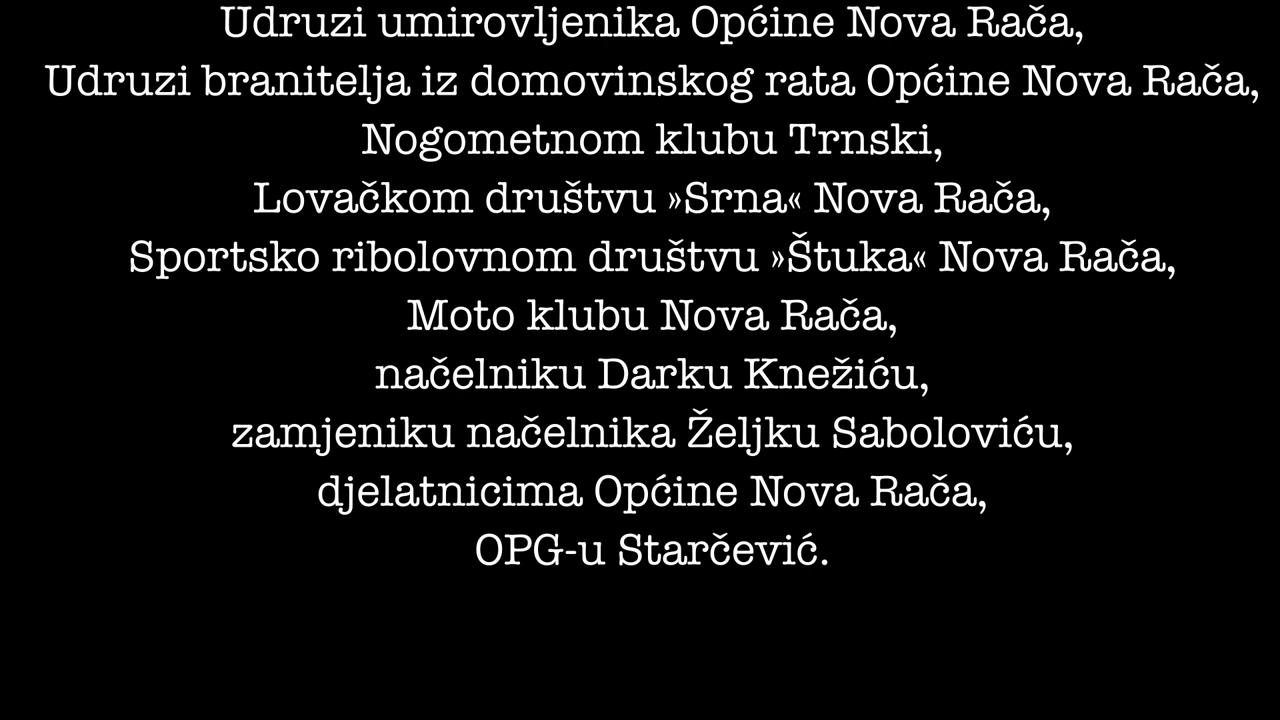 Udruzi umirovljenika Općine Nova Rača,
Udruzi branitelja iz domovinskog rata Općine Nova Rača,
Nogometnom klubu Trnski,
Lovačkom društvu »Srna« Nova Rača,
Sportsko ribolovnom društvu »Štuka« Nova Rača,
Moto klubu Nova Rača,
načelniku Darku Knežiću,
zamjeniku načelnika Željku Saboloviću,
djelatnicima Općine Nova Rača,
OPG-u Starčević.